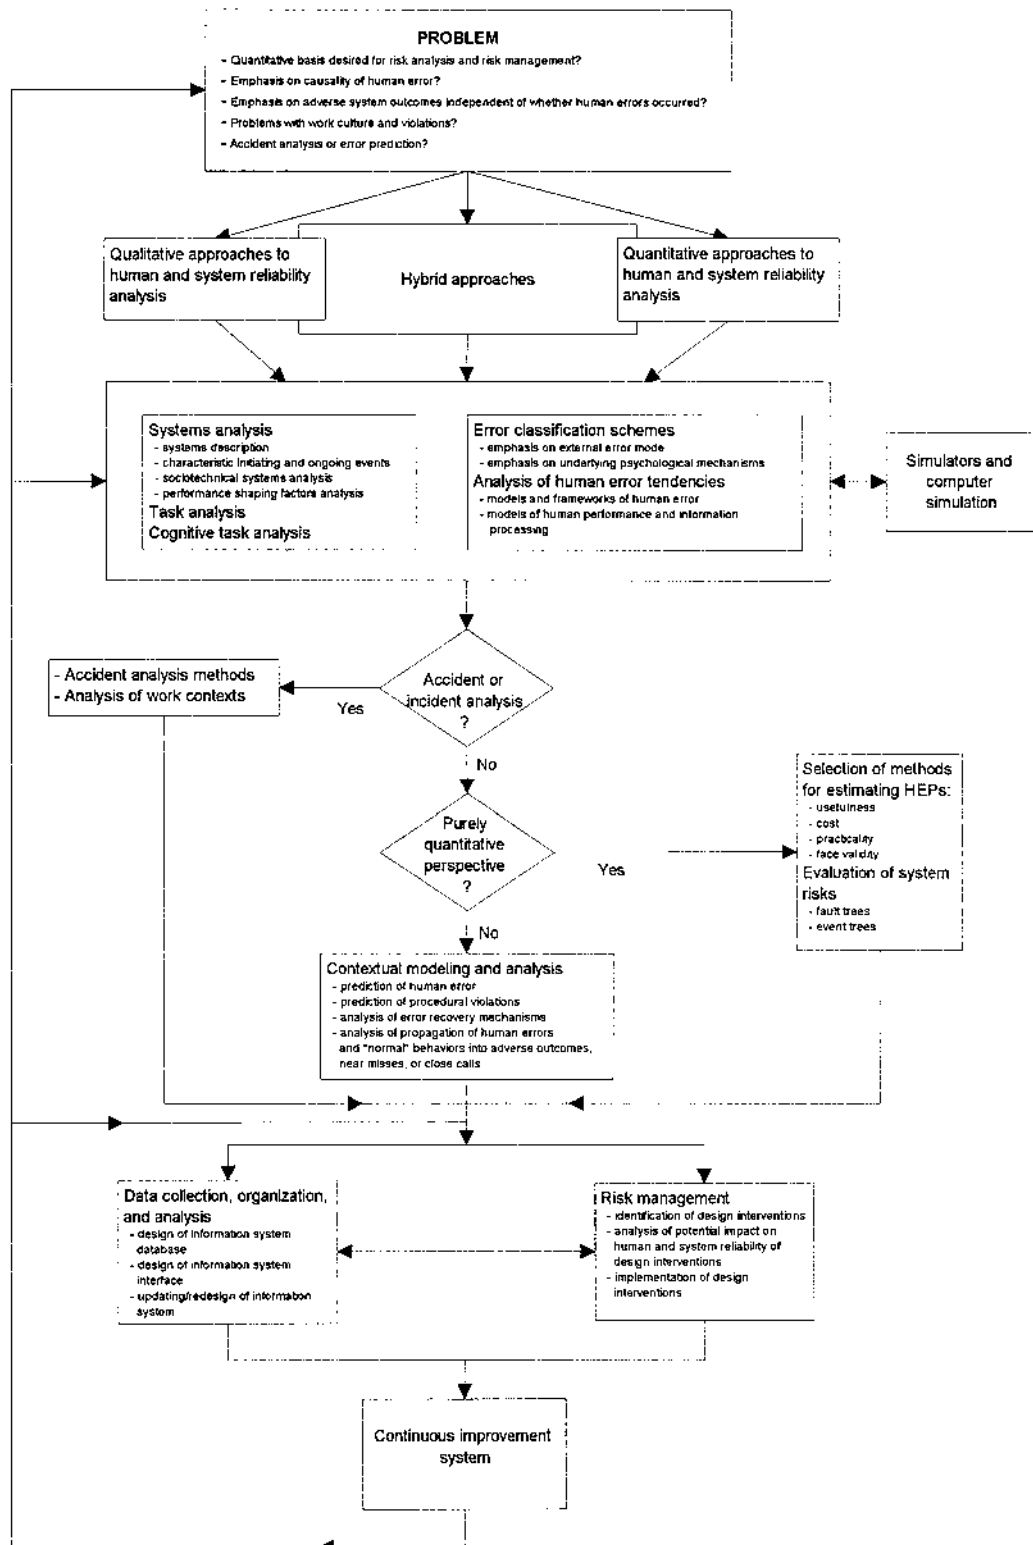 PROBLEM
- Quantitative basis desired for risk analysis and risk management?
- Emphasis on causality of human error?
- Emphasis on adverse system outcomes independent of whether human errors occurred?
- Problems with work culture and violations?
- Accident analysis or error prediction?
Qualitative approaches to
human and system reliability
analysis
Hybrid approaches
Quantitative approaches to
human and system reliability
analysis
Systems analysis
- systems description
- characteristic initiating and ongoing events
- sociotechnical systems analysis
- performance shaping factors analysis
Task analysis
Cognitive task analysis
Error classification schemes
- emphasis on external error mode
- emphasis on underlying psychological mechanisms
Analysis of human error tendencies
- models and frameworks of human error
- models of human performance and information
processing
Simulators and
computer
simulation
- Accident analysis methods
- Analysis of work contexts
Yes
Accident or
incident analysis
?
No
Purely
quantitative
perspective
?
Yes
Selection of methods
for estimating HEPs:
- usefulness
- cost
- practicality
- face validity
Evaluation of system
risks
- fault trees
- event trees
No
Contextual modeling and analysis
- prediction of human error
- prediction of procedural violations
- analysis of error recovery mechanisms
- analysis of propagation of human errors
and "normal" behaviors into adverse outcomes,
near misses, or close calls
Data collection, organization,
and analysis
- design of information system
database
- design of information system
interface
- updating/redesign of information
system
Risk management
- identification of design interventions
- analysis of potential impact on
human and system reliability of
design interventions
- implementation of design
interventions
Continuous improvement
system